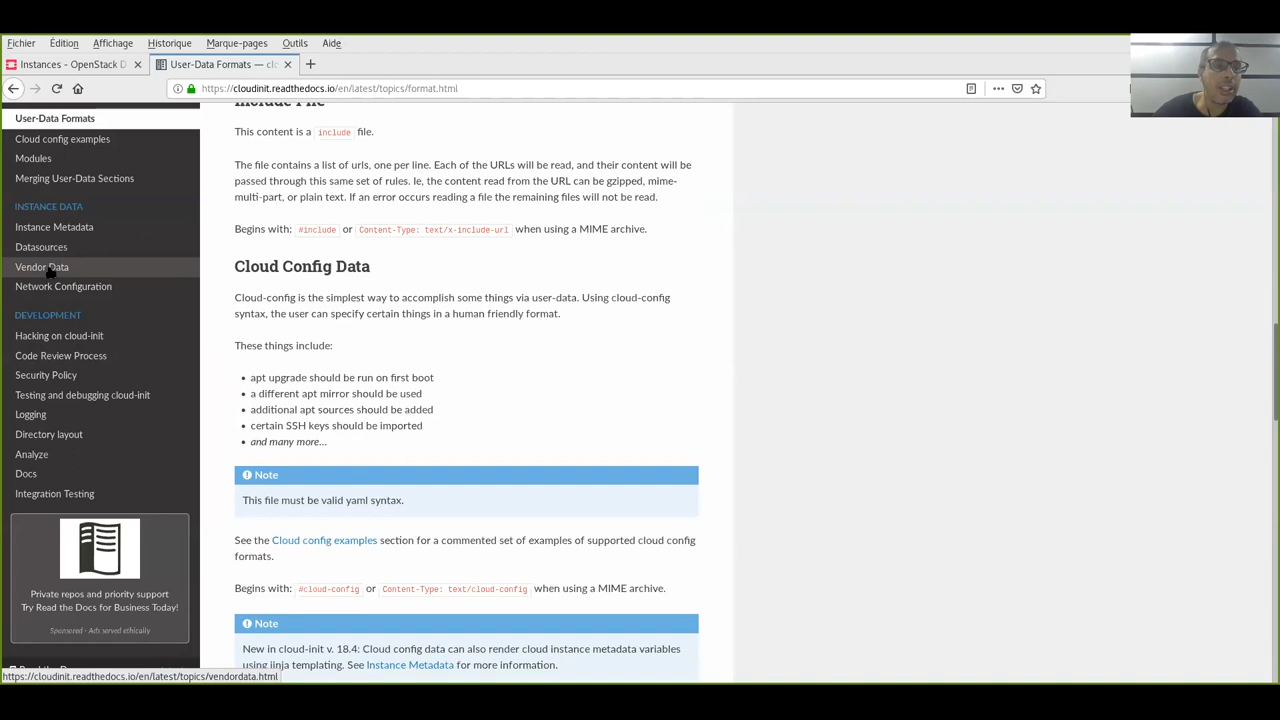 Fichier Édition Affichage Historique Marque-pages Outils Aide
Instances - OpenStack D
User-Data Formats — clo
https://cloudinit.readthedocs.io/en/latest/topics/format.html
User-Data Formats
Cloud config examples
Modules
Merging User-Data Sections
INSTANCE DATA
Instance Metadata
Datasources
Vendor Data
Network Configuration
DEVELOPMENT
Hacking on cloud-init
Code Review Process
Security Policy
Testing and debugging cloud-init
Logging
Directory layout
Analyze
Docs
Integration Testing
Private repos and priority support
Try Read the Docs for Business Today!
Sponsored · Ads served ethically
https://cloudinit.readthedocs.io/en/latest/topics/vendordata.html
Include File
This content is a include file.
The file contains a list of urls, one per line. Each of the URLs will be read, and their content will be
passed through this same set of rules. Ie, the content read from the URL can be gzipped, mime-
multi-part, or plain text. If an error occurs reading a file the remaining files will not be read.
Begins with: #include or Content-Type: text/x-include-url when using a MIME archive.
Cloud Config Data
Cloud-config is the simplest way to accomplish some things via user-data. Using cloud-config
syntax, the user can specify certain things in a human friendly format.
These things include:
• apt upgrade should be run on first boot
• a different apt mirror should be used
• additional apt sources should be added
• certain SSH keys should be imported
• and many more…
Note
This file must be valid yaml syntax.
See the Cloud config examples section for a commented set of examples of supported cloud config
formats.
Begins with: #cloud-config or Content-Type: text/cloud-config when using a MIME archive.
Note
New in cloud-init v. 18.4: Cloud config data can also render cloud instance metadata variables
using jinja templating. See Instance Metadata for more information.